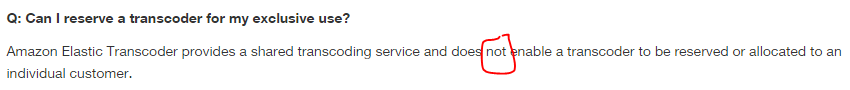 Q: Can I reserve a transcoder for my exclusive use?
Amazon Elastic Transcoder provides a shared transcoding service and does not enable a transcoder to be reserved or allocated to an
individual customer.